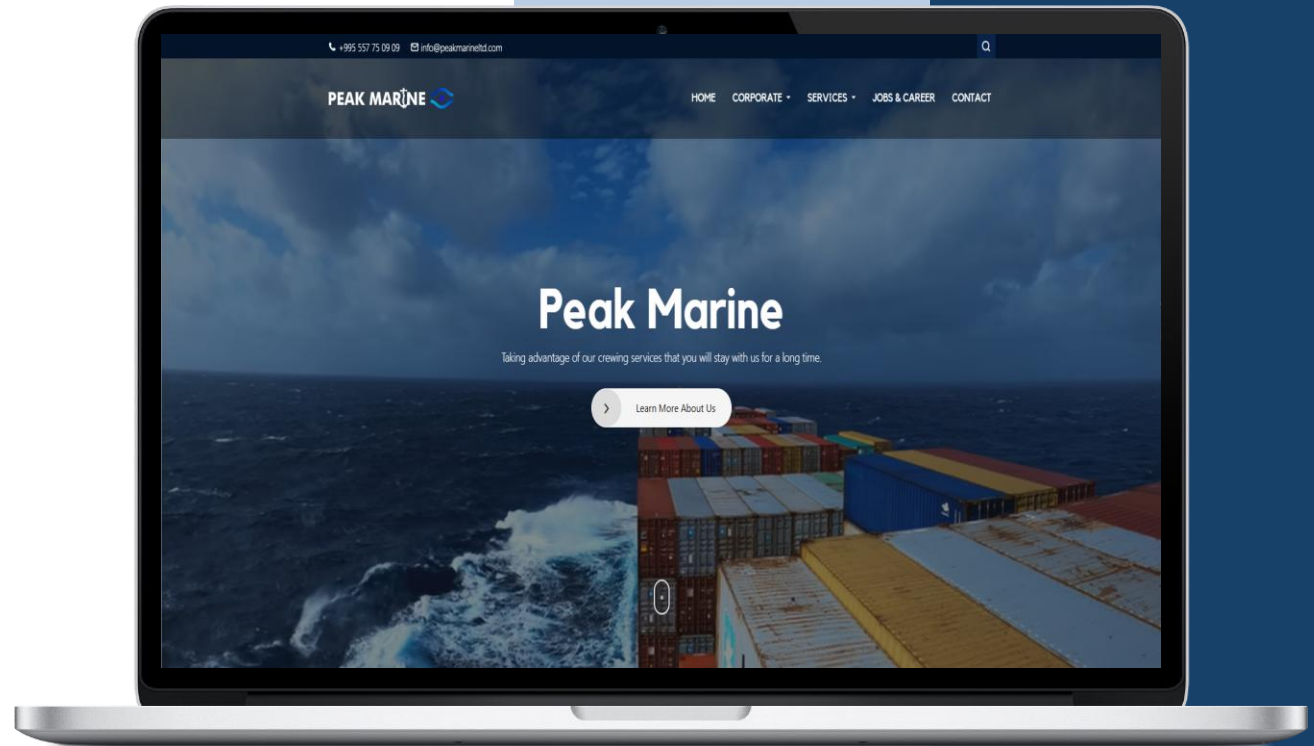 +995 557 75 09 09 info@peakmarineltd.com
PEAK MARINE
HOME CORPORATE SERVICES JOBS & CAREER CONTACT
Peak Marine
Taking advantage of our crewing services that you will stay with us for a long time.
Learn More About Us